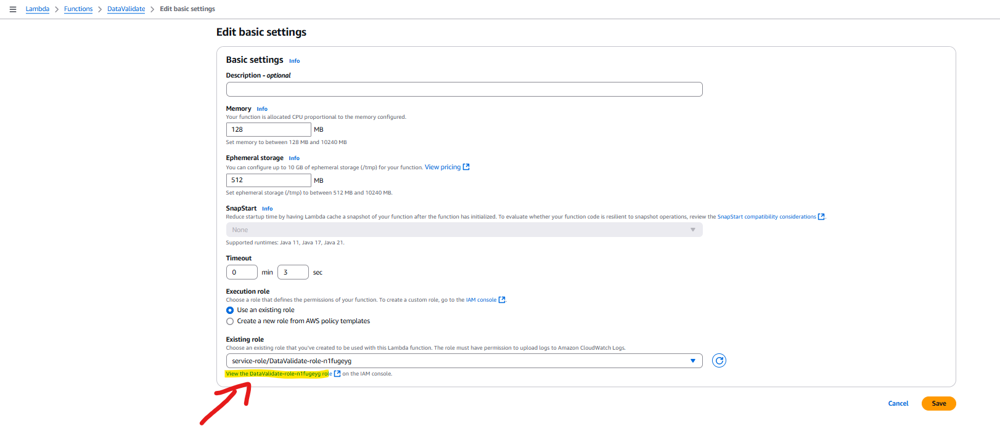 Lambda > Functions > DataValidate > Edit basic settings
Edit basic settings
Basic settings Info
Description - optional
Memory Info
Your function is allocated CPU proportional to the memory configured.
128 MB
Set memory to between 128 MB and 10240 MB
Ephemeral storage Info
You can configure up to 10 GB of ephemeral storage (/tmp) for your function. View pricing
512 MB
Set ephemeral storage (/tmp) to between 512 MB and 10240 MB.
SnapStart Info
Reduce startup time by having Lambda cache a snapshot of your function after the function has initialized. To evaluate whether your function code is resilient to snapshot operations, review the SnapStart compatibility considerations.
None
Supported runtimes: Java 11, Java 17, Java 21.
Timeout
0 min 3 sec
Execution role
Choose a role that defines the permissions of your function. To create a custom role, go to the IAM console.
Use an existing role
Create a new role from AWS policy templates
Existing role
Choose an existing role that you've created to be used with this Lambda function. The role must have permission to upload logs to Amazon CloudWatch Logs.
service-role/DataValidate-role-n1fugeyg
View the DataValidate-role-n1fugeyg role on the IAM console.
Cancel Save